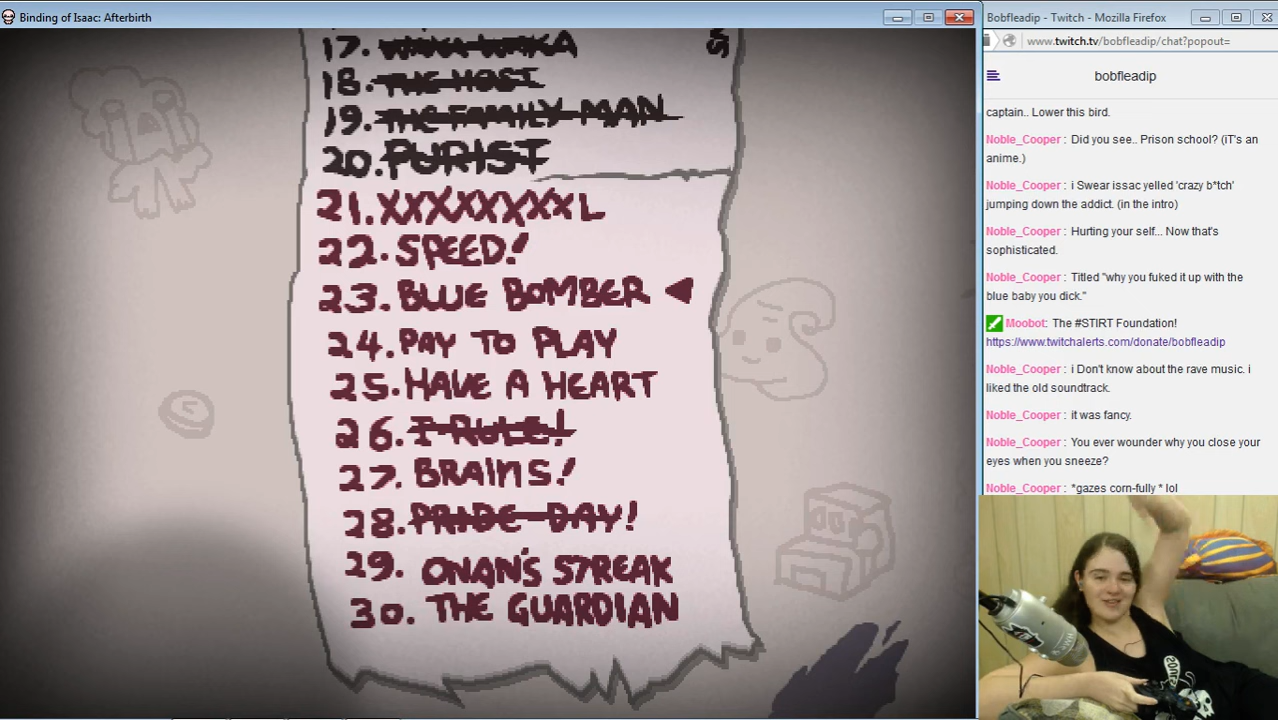 Binding of Isaac: Afterbirth
17. WAKA WAKA
18. THE HOST
19. THE FAMILY MAN
20. PURIST
21. XXXXXXXXL
22. SPEED!
23. BLUE BOMBER
24. PAY TO PLAY
25. HAVE A HEART
26. I RULE!
27. BRAINS!
28. PRIDE DAY!
29. ONAN'S STREAK
30. THE GUARDIAN
Bobfleadip - Twitch - Mozilla Firefox
www.twitch.tv/bobfleadip/chat?popout=
bobfleadip
captain.. Lower this bird.
Noble_Cooper : Did you see.. Prison school? (iT's an
anime.)
Noble_Cooper : i Swear issac yelled 'crazy b*tch'
jumping down the addict. (in the intro)
Noble_Cooper : Hurting your self... Now that's
sophisticated.
Noble_Cooper : Titled "why you fuked it up with the
blue baby you dick."
Moobot: The #STIRT Foundation!
https://www.twitchalerts.com/donate/bobfleadip
Noble_Cooper : i Don't know about the rave music. i
liked the old soundtrack.
Noble_Cooper : it was fancy.
Noble_Cooper : You ever wounder why you close your
eyes when you sneeze?
Noble_Cooper : *gazes corn-fully * lol